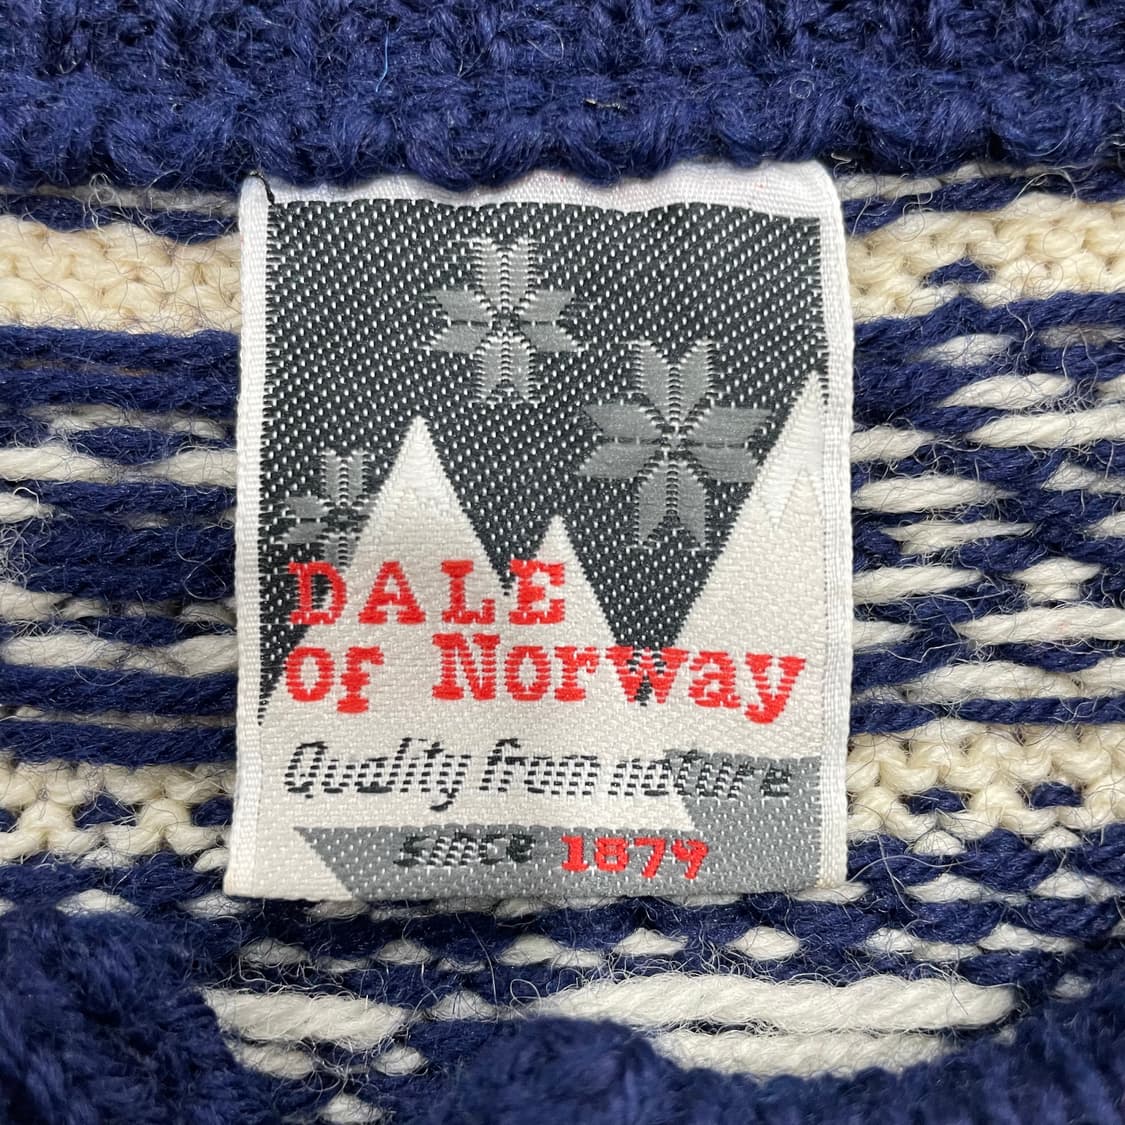 DALE
of Norway
Quality from nature
since 1879